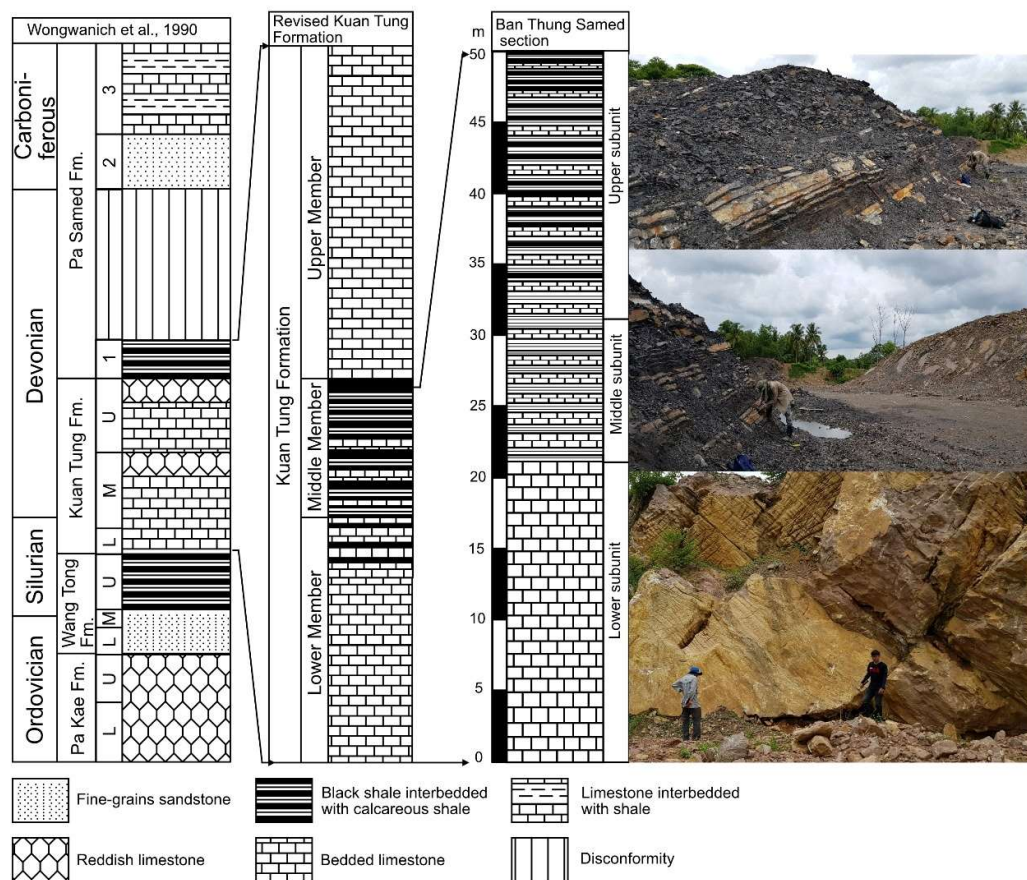 Wongwanich et al., 1990
Carboni-
ferous
Devonian
Silurian
Ordovician
Pa Samed Fm.
Kuan Tung Fm.
Wang Tong
Fm.
Pa Kae Fm.
3
2
1
U
M
L
U
M
L
U
L
Revised Kuan Tung
Formation
Kuan Tung Formation
Upper Member
Middle Member
Lower Member
Ban Thung Samed
section
m
50
45
40
35
30
25
20
15
10
5
0
Upper subunit
Middle subunit
Lower subunit
Fine-grains sandstone
Black shale interbedded
with calcareous shale
Limestone interbedded
with shale
Reddish limestone
Bedded limestone
Disconformity